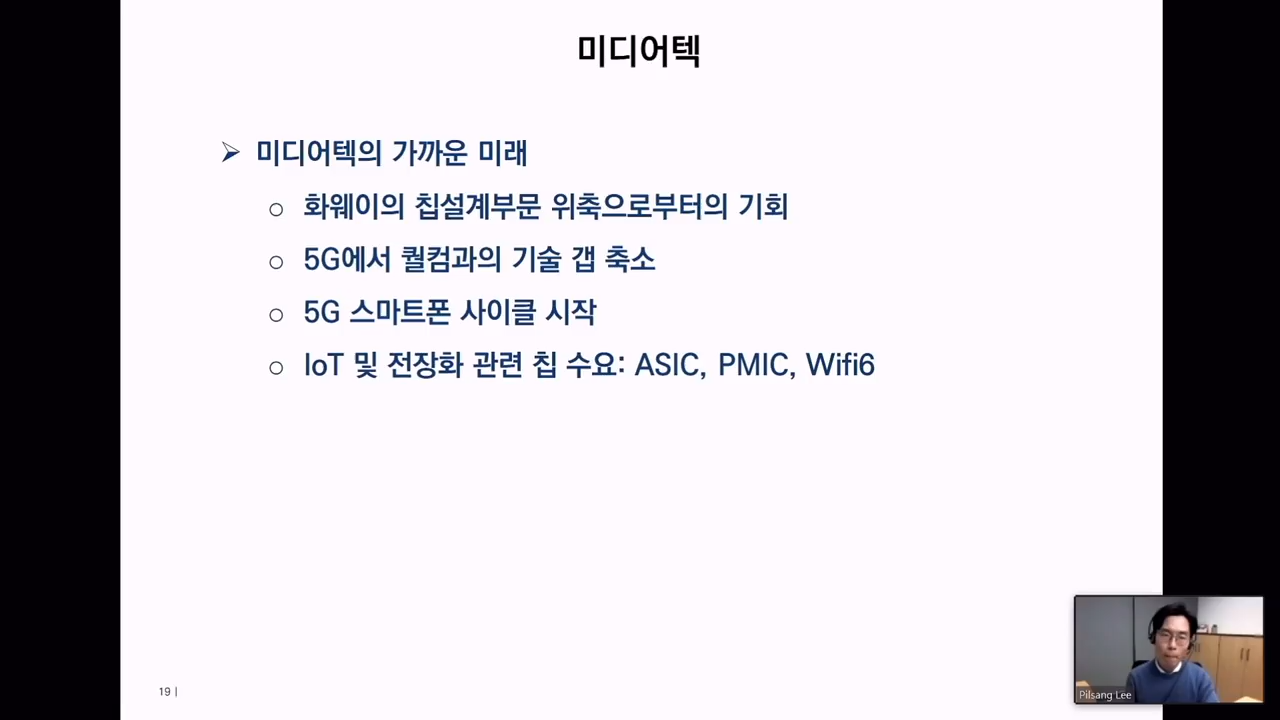 미디어텍
➢ 미디어텍의 가까운 미래
○ 화웨이의 칩설계부문 위축으로부터의 기회
○ 5G에서 퀄컴과의 기술 갭 축소
○ 5G 스마트폰 사이클 시작
○ IoT 및 전장화 관련 칩 수요: ASIC, PMIC, Wifi6
19 |
Pilsang Lee